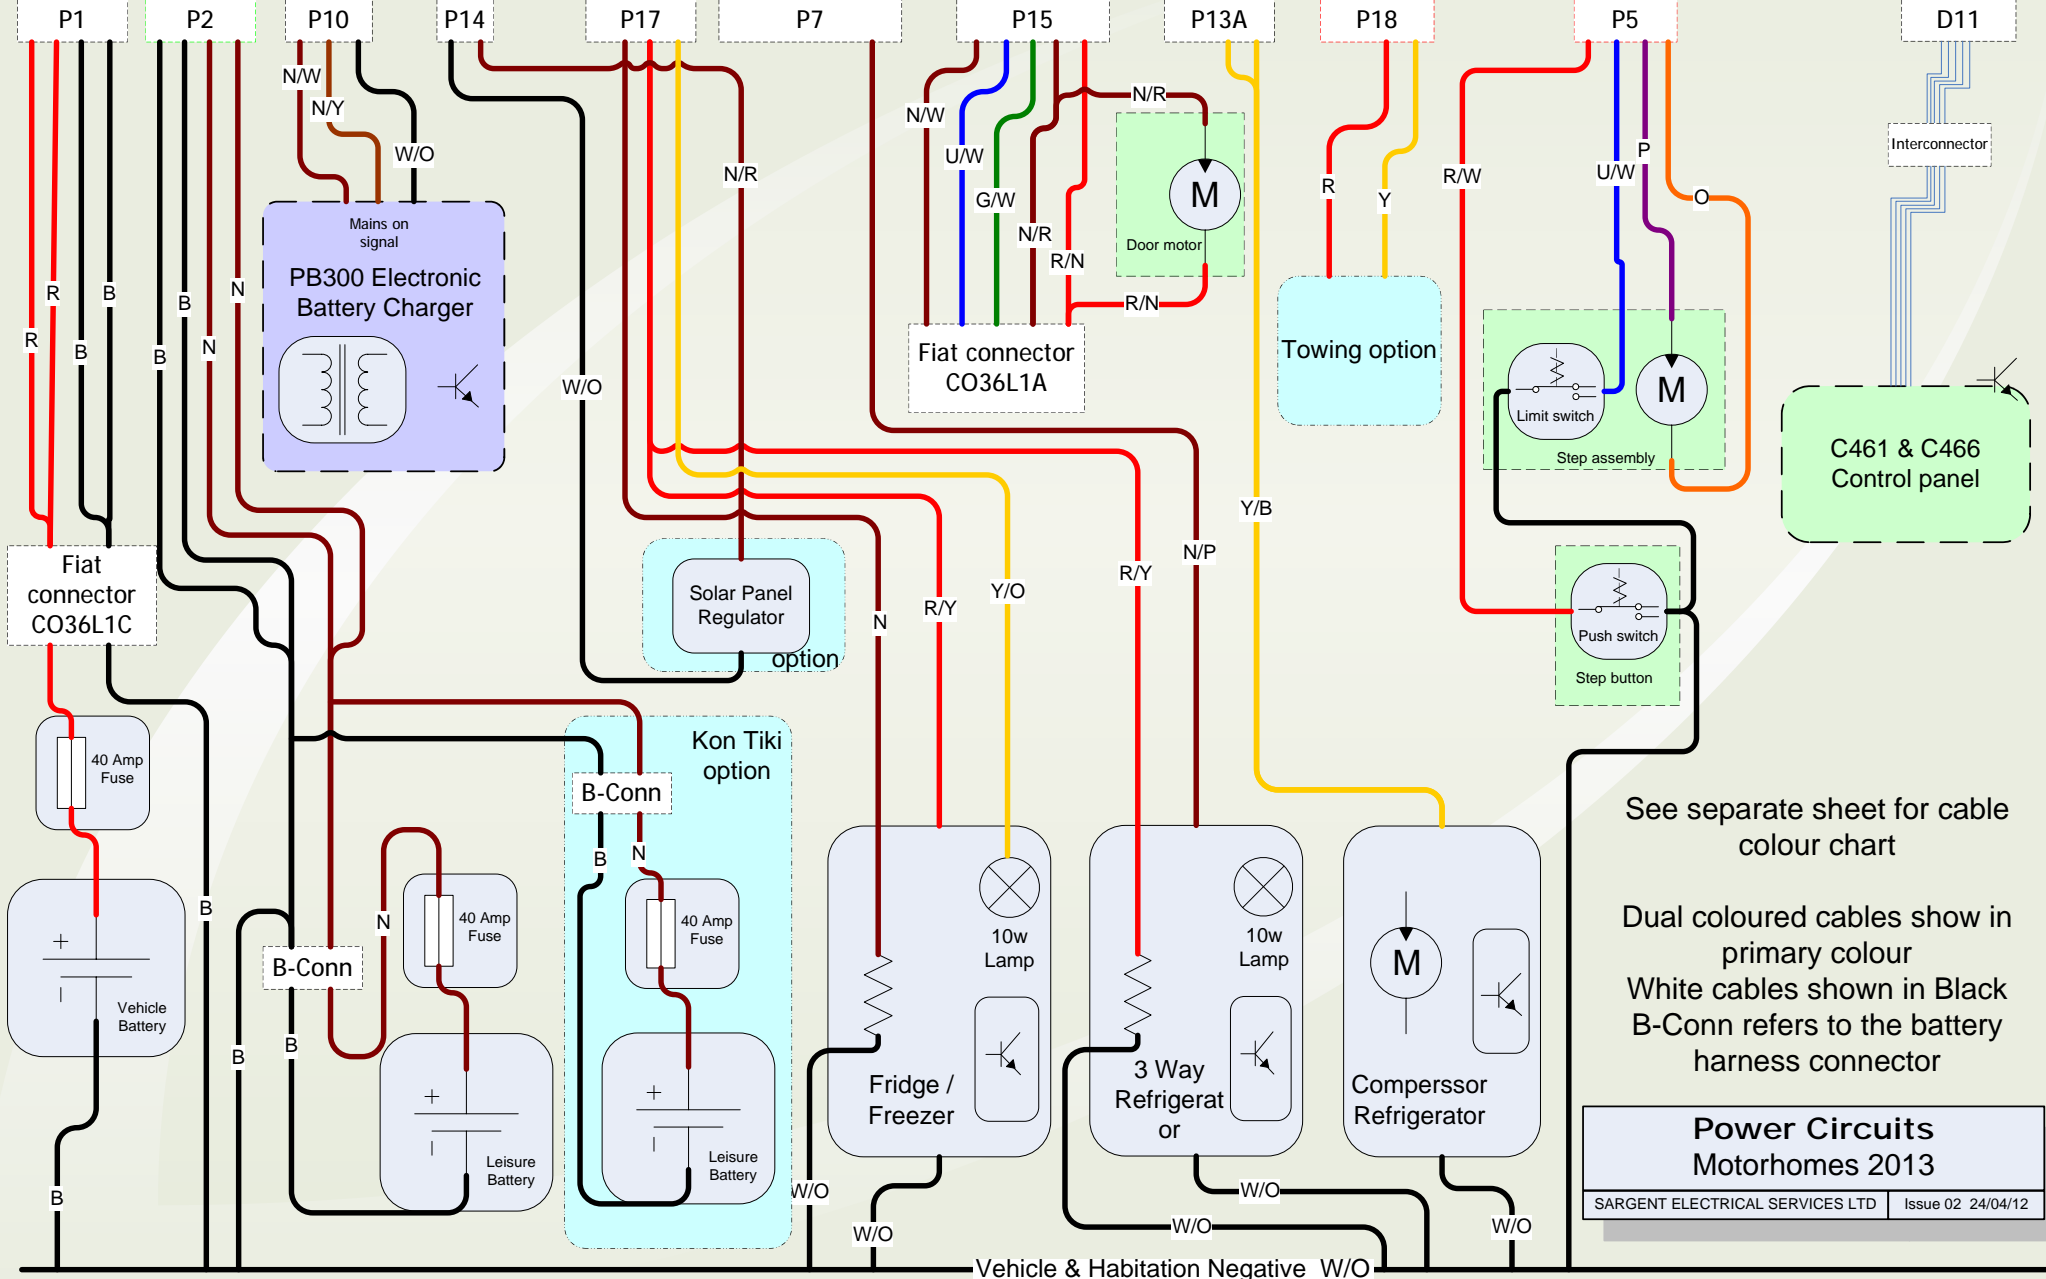 P1
P2
P10
P14
P17
P7
P15
P13A
P18
P5
D11
N/W
N/Y
W/O
N/R
N/W
U/W
G/W
N/R
R/N
N/R
Door motor
M
R/N
R
Y
R/W
U/W
P
O
Interconnector
R
R
B
B
B
B
N
N
Mains on
signal
PB300 Electronic
Battery Charger
W/O
Fiat connector
CO36L1A
Towing option
Limit switch
M
Step assembly
C461 & C466
Control panel
Y/B
N/P
R/Y
Y/O
R/Y
N
Fiat
connector
CO36L1C
Solar Panel
Regulator
option
Push switch
Step button
40 Amp
Fuse
Kon Tiki
option
B-Conn
B
N
40 Amp
Fuse
N
40 Amp
Fuse
B
B-Conn
+
Vehicle
Battery
B
B
B
+
Leisure
Battery
+
Leisure
Battery
10w
Lamp
Fridge /
Freezer
10w
Lamp
3 Way
Refrigerat
or
M
Comperssor
Refrigerator
W/O
W/O
W/O
W/O
W/O
Vehicle & Habitation Negative W/O
See separate sheet for cable
colour chart
Dual coloured cables show in
primary colour
White cables shown in Black
B-Conn refers to the battery
harness connector
Power Circuits
Motorhomes 2013
SARGENT ELECTRICAL SERVICES LTD
Issue 02 24/04/12